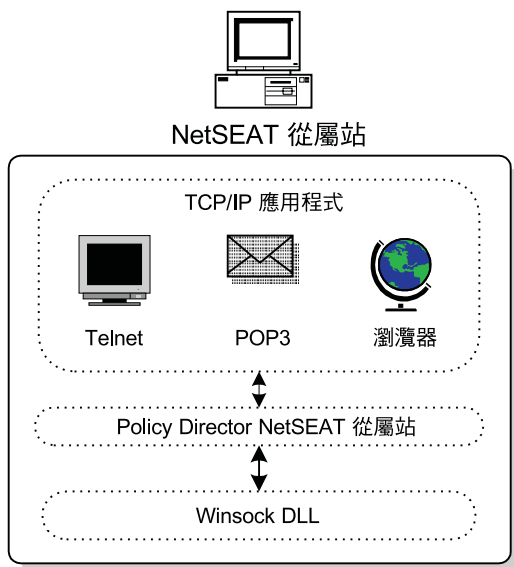 NetSEAT 從屬站
TCP/IP 應用程式
Telnet
POP3
瀏灠器
Policy Director NetSEAT 從屬站
Winsock DLL